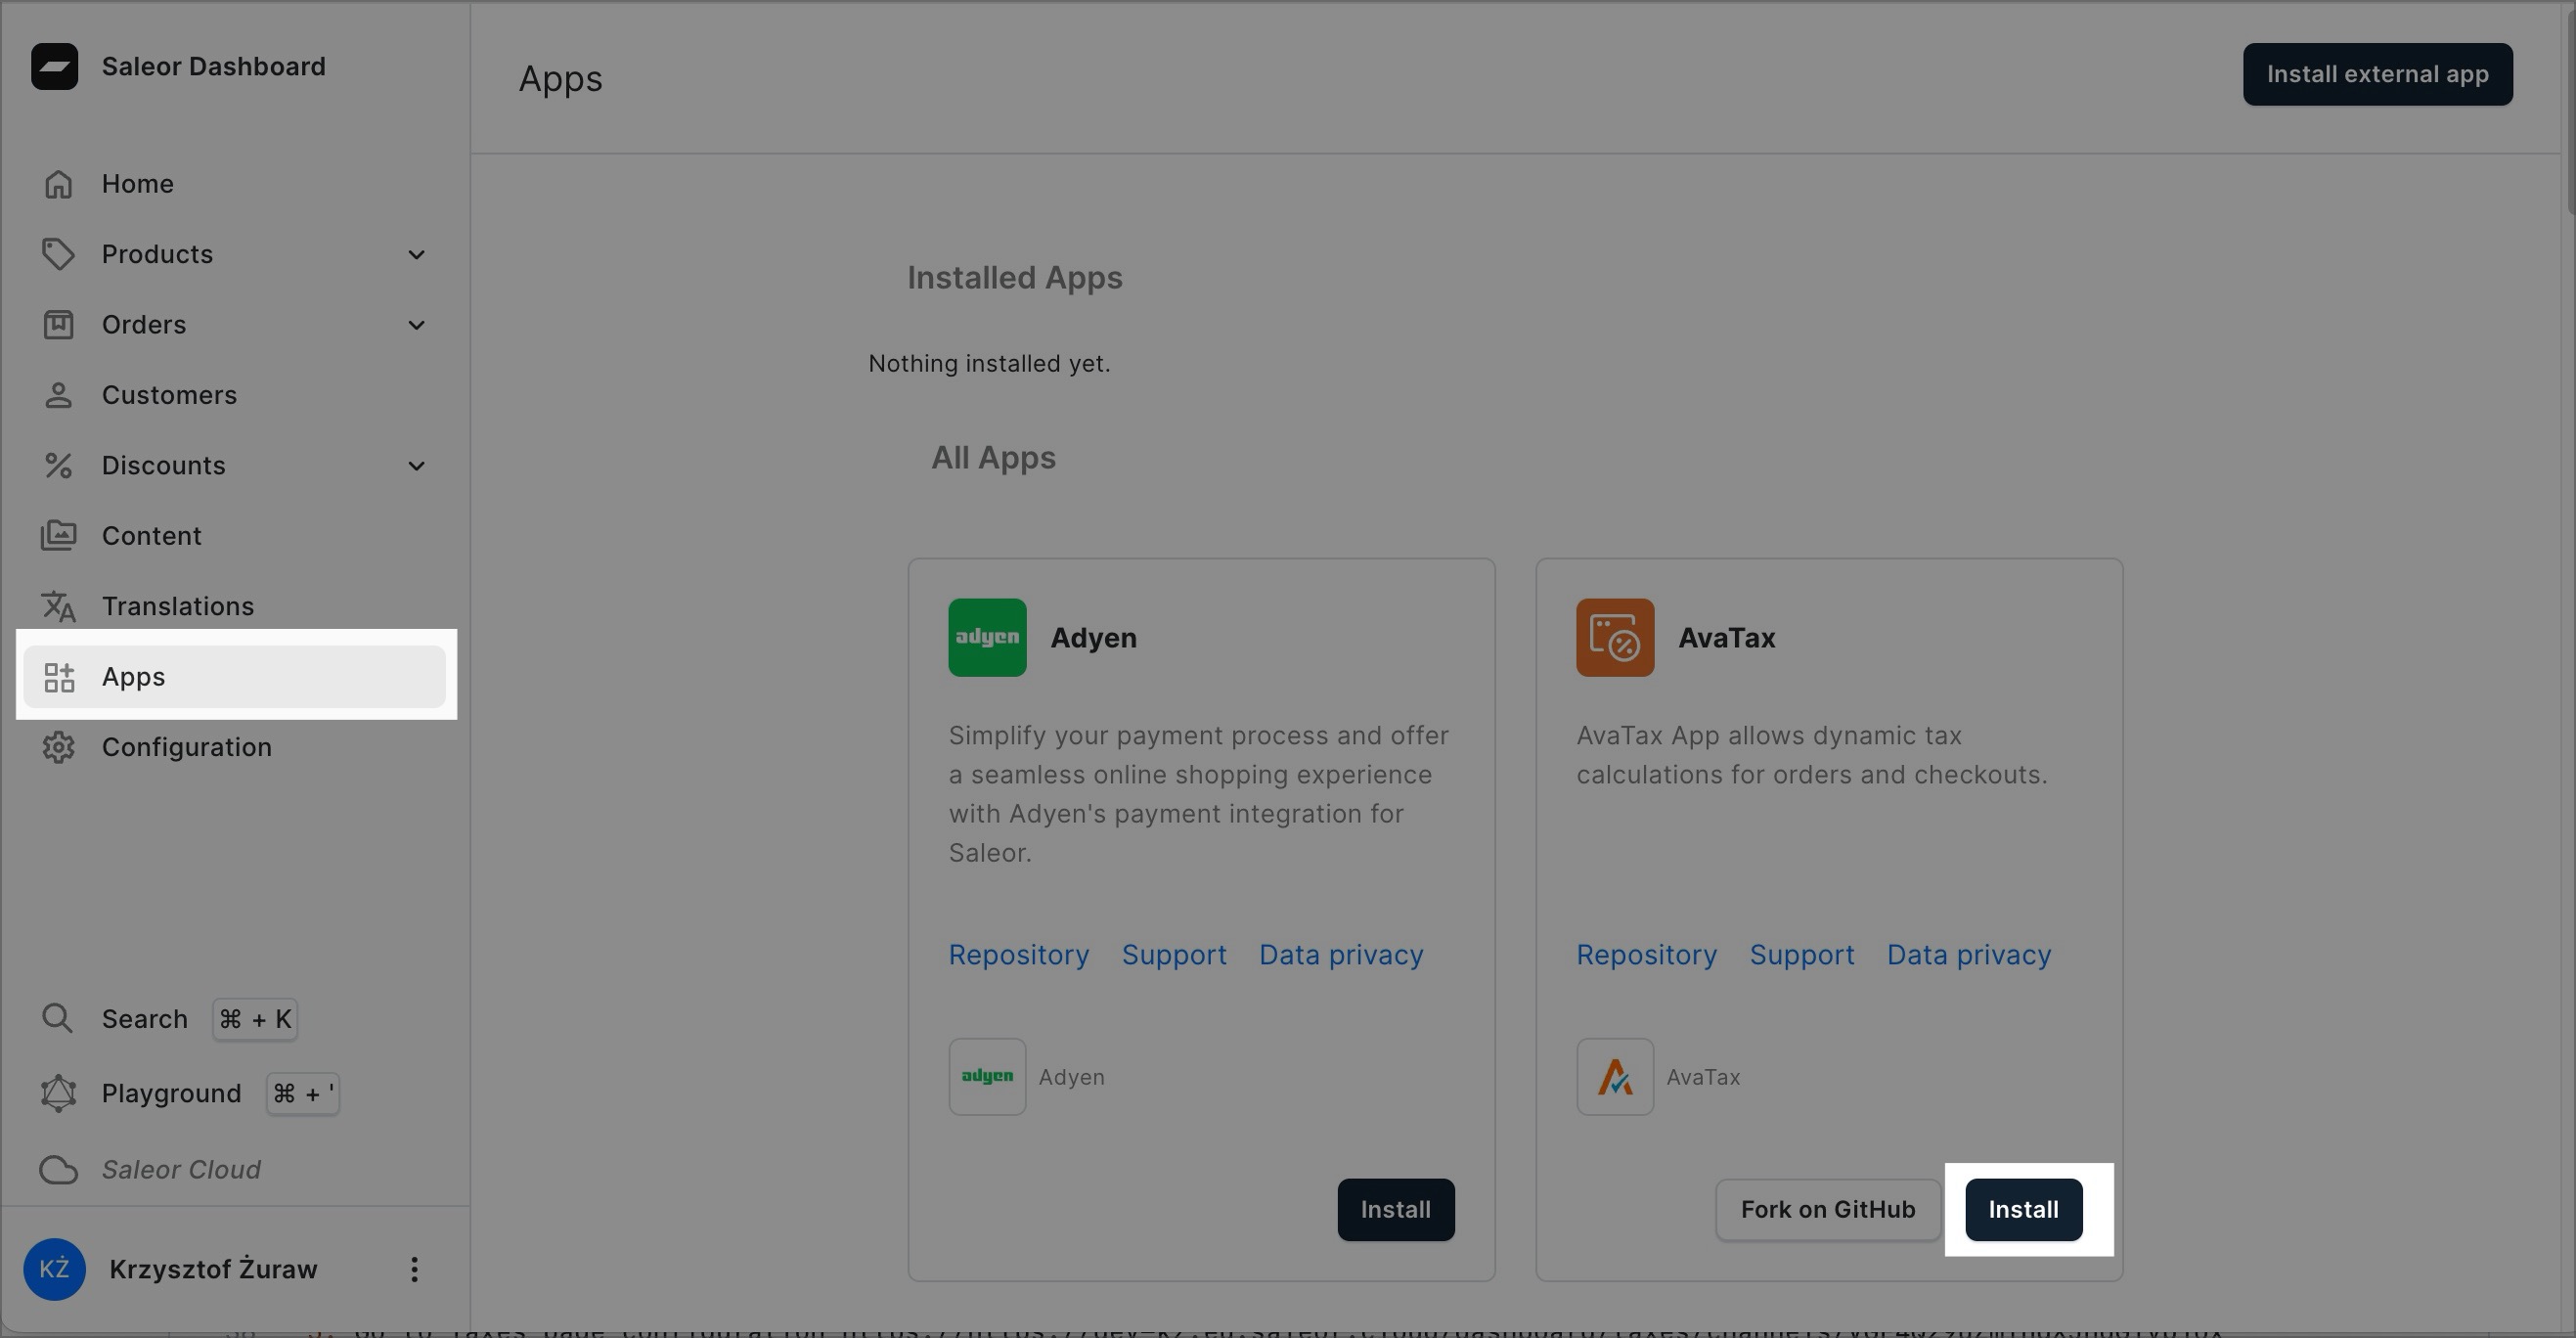 Saleor Dashboard
Home
Products
Orders
Customers
Discounts
Content
Translations
Apps
Configuration
Search ⌘ + K
Playground ⌘ + '
Saleor Cloud
KŻ Krzysztof Żuraw
Apps
Install external app
Installed Apps
Nothing installed yet.
All Apps
adyen Adyen
Simplify your payment process and offer
a seamless online shopping experience
with Adyen's payment integration for
Saleor.
Repository Support Data privacy
adyen Adyen
Install
AvaTax
AvaTax App allows dynamic tax
calculations for orders and checkouts.
Repository Support Data privacy
AvaTax
Fork on GitHub Install